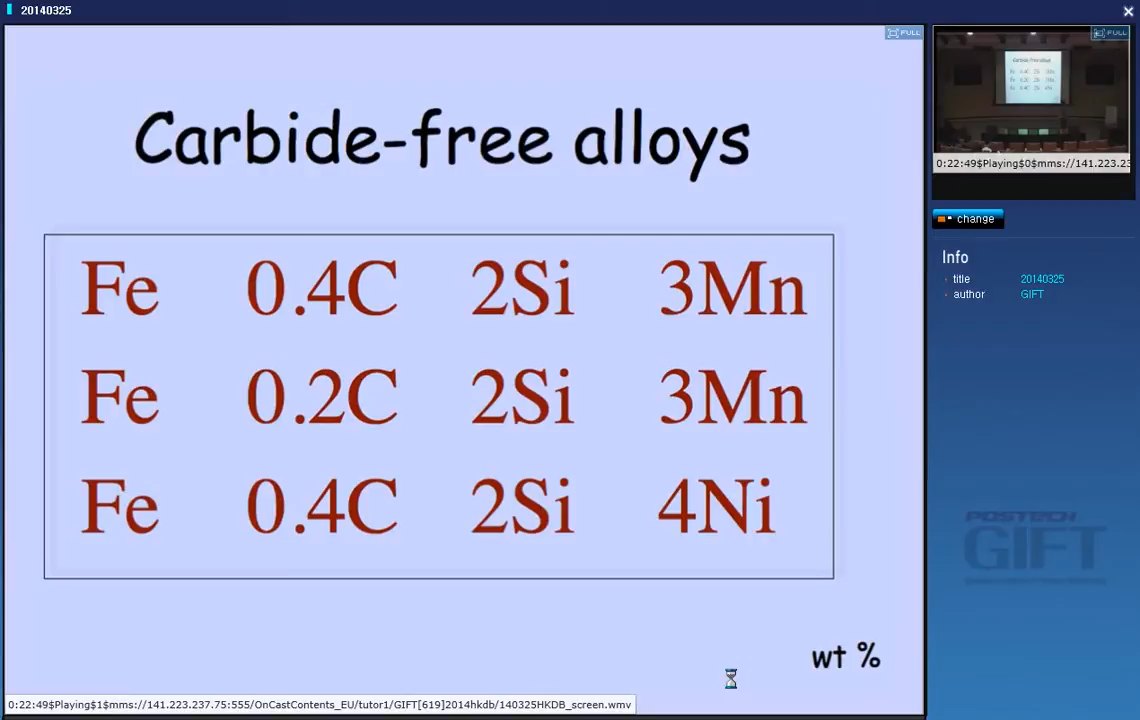 20140325
FULL
Carbide-free alloys
Fe 0.4C 2Si 3Mn
Fe 0.2C 2Si 3Mn
Fe 0.4C 2Si 4Ni
wt %
0:22:49$Playing$1$mms://141.223.237.75:555/OnCastContents_EU/tutor1/GIFT[619]2014hkdb/140325HKDB_screen.wmv
FULL
Carbide-free alloys
0:22:49$Playing$0$mms://141.223.23
change
Info
title 20140325
author GIFT
POSTECH
GIFT